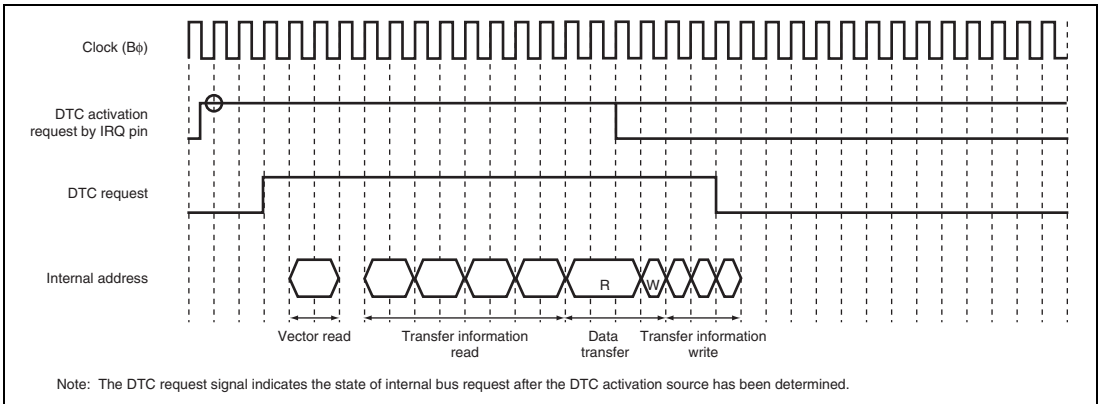 Clock (Bφ)
DTC activation
request by IRQ pin
DTC request
Internal address
R
W
Vector read
Transfer information
read
Data
transfer
Transfer information
write
Note: The DTC request signal indicates the state of internal bus request after the DTC activation source has been determined.